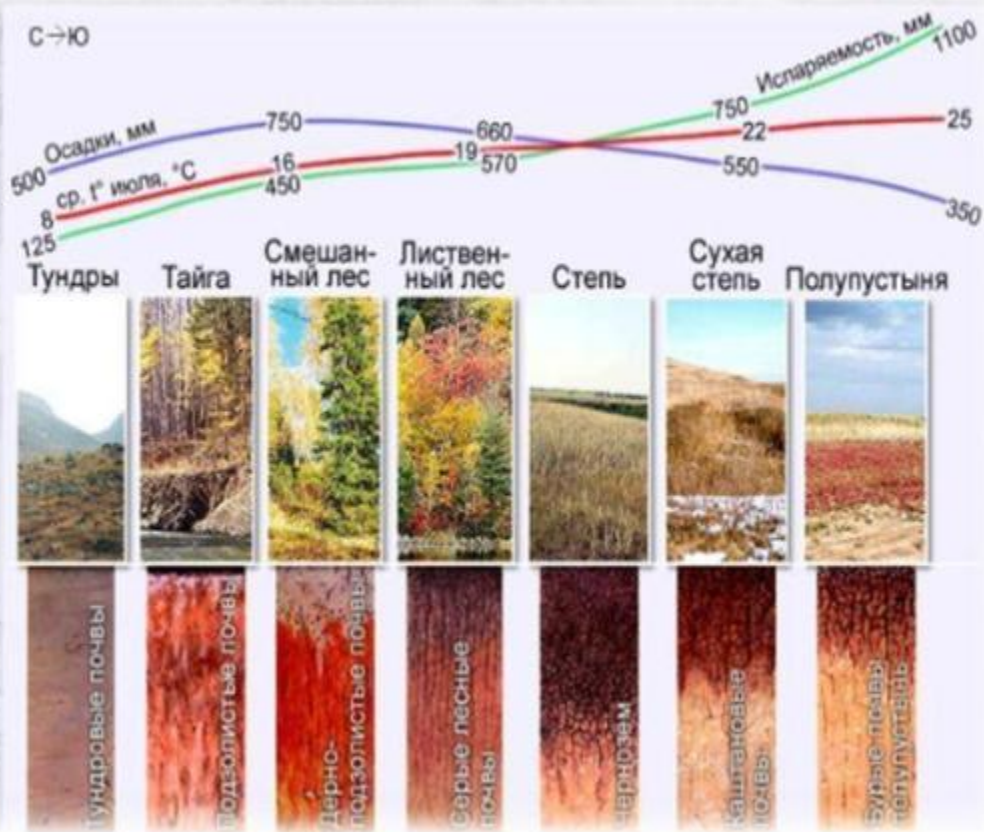 С→Ю
Испаряемость, мм
1100
Осадки, мм
750
660
750
25
500
ср. t° июля, °C
16
19
22
8
450
570
550
125
350
Тундры
Тайга
Смешан-
ный лес
Листвен-
ный лес
Степь
Сухая
степь
Полупустыня
Тундровые почвы
Подзолистые почвы
Дерно-
подзолистые почвы
Серые лесные
почвы
Чернозем
Каштановые
почвы
Бурые почвы
полупустынь